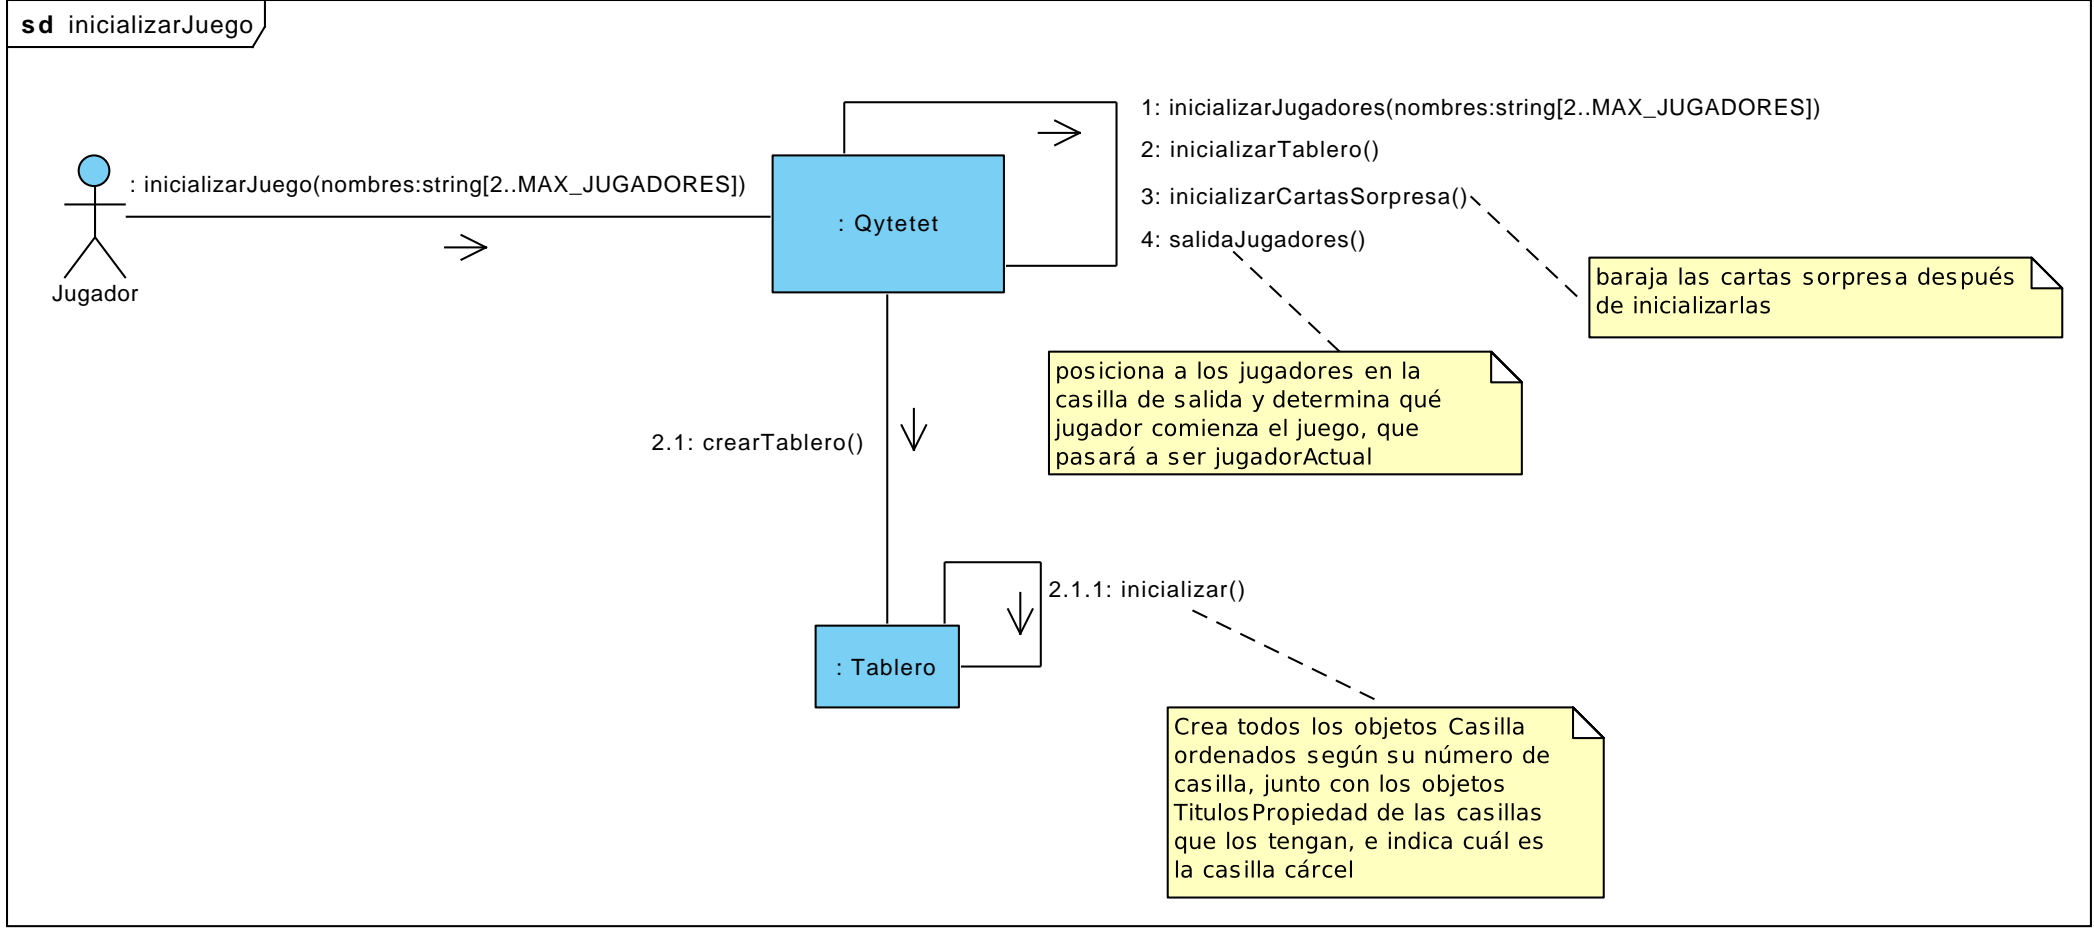 sd inicializarJuego
1: inicializarJugadores(nombres:string[2..MAX_JUGADORES])
2: inicializarTablero()
3: inicializarCartasSorpresa()
4: salidaJugadores()
: inicializarJuego(nombres:string[2..MAX_JUGADORES])
: Qytetet
Jugador
baraja las cartas sorpresa después
de inicializarlas
posiciona a los jugadores en la
casilla de salida y determina qué
jugador comienza el juego, que
pasará a ser jugadorActual
2.1: crearTablero()
2.1.1: inicializar()
: Tablero
Crea todos los objetos Casilla
ordenados según su número de
casilla, junto con los objetos
TitulosPropiedad de las casillas
que los tengan, e indica cuál es
la casilla cárcel